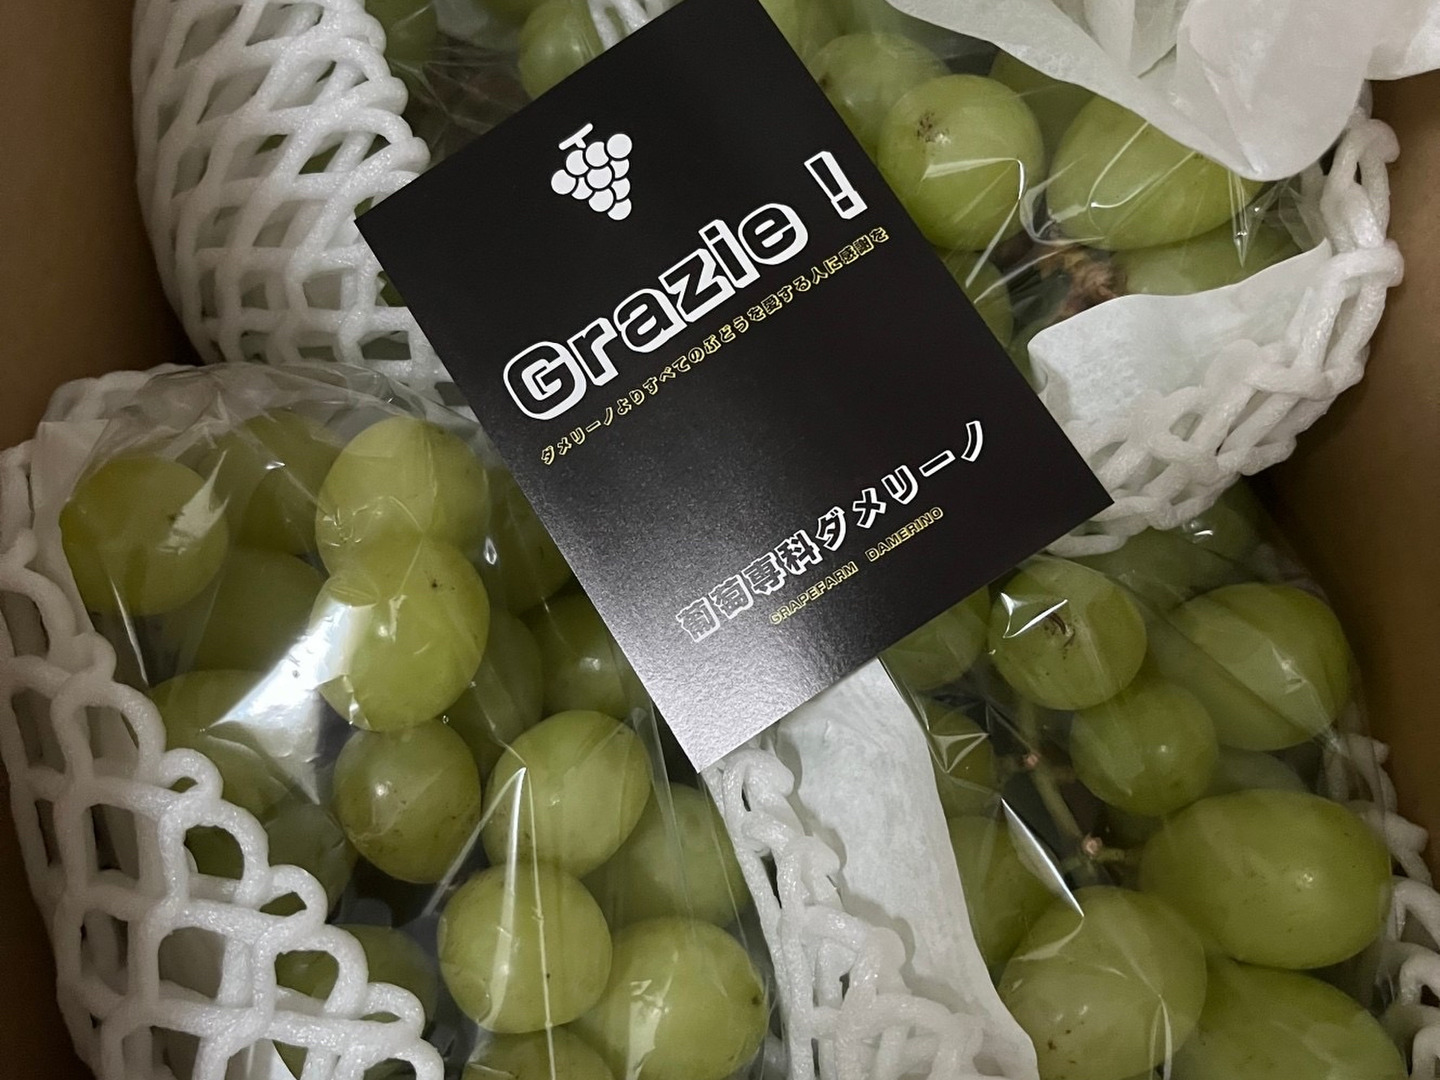 Grazie!
ダメリーノよりすべてのぶどうを愛する人に感謝を
葡萄専科ダメリーノ
GRAPEFARM DAMERINO